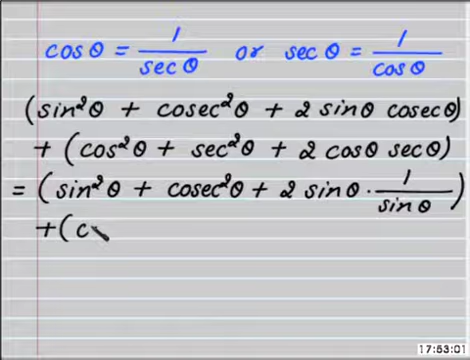 cos θ = 1/sec θ or sec θ = 1/cos θ
(sin²θ + cosec²θ + 2 sinθ cosecθ)
+ (cos²θ + sec²θ + 2 cosθ secθ)
= (sin²θ + cosec²θ + 2 sinθ · 1/sinθ)
+(c
17:53:01